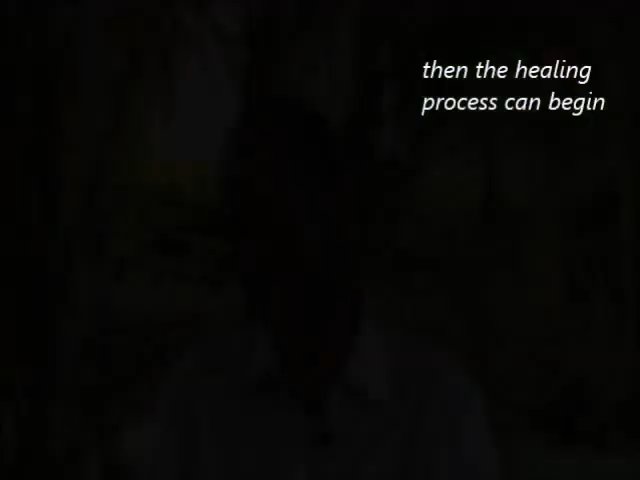 then the healing
process can begin